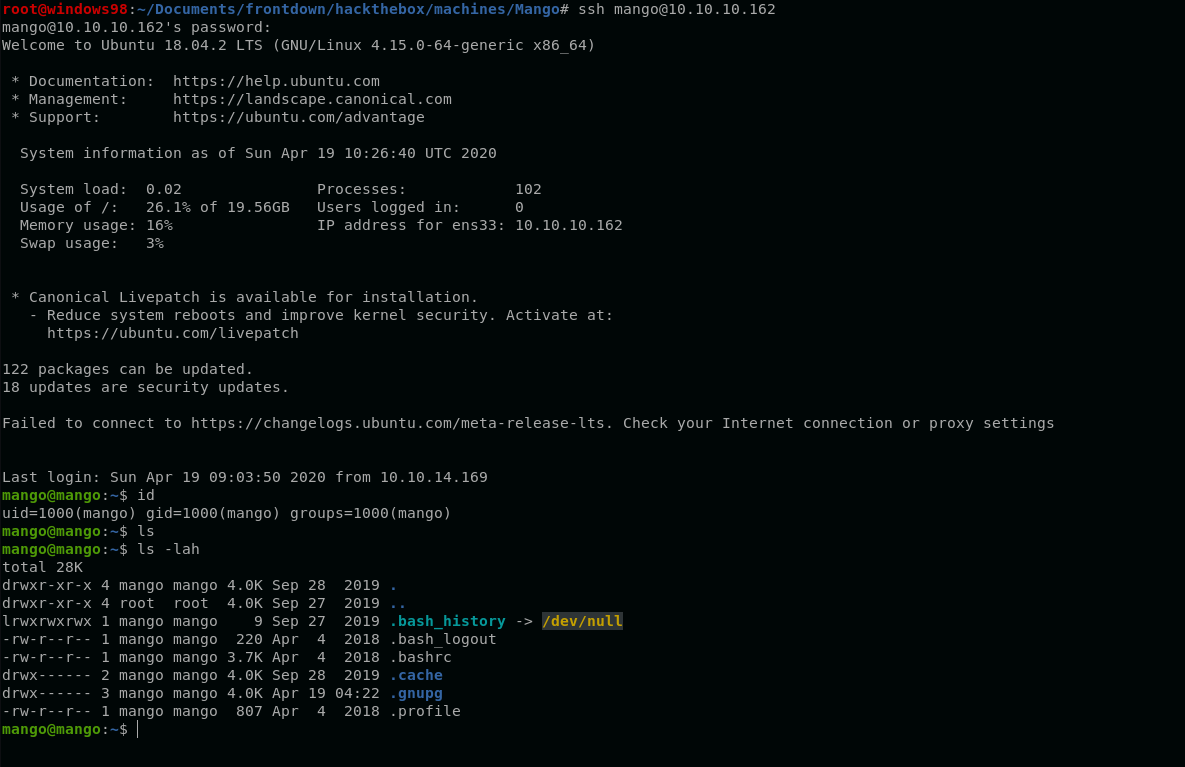 root@windows98:~/Documents/frontdown/hackthebox/machines/Mango# ssh mango@10.10.10.162
mango@10.10.10.162's password:
Welcome to Ubuntu 18.04.2 LTS (GNU/Linux 4.15.0-64-generic x86_64)

 * Documentation:  https://help.ubuntu.com
 * Management:     https://landscape.canonical.com
 * Support:        https://ubuntu.com/advantage

  System information as of Sun Apr 19 10:26:40 UTC 2020

  System load:  0.02                Processes:            102
  Usage of /:   26.1% of 19.56GB   Users logged in:      0
  Memory usage: 16%                IP address for ens33: 10.10.10.162
  Swap usage:   3%

 * Canonical Livepatch is available for installation.
   - Reduce system reboots and improve kernel security. Activate at:
     https://ubuntu.com/livepatch

122 packages can be updated.
18 updates are security updates.

Failed to connect to https://changelogs.ubuntu.com/meta-release-lts. Check your Internet connection or proxy settings

Last login: Sun Apr 19 09:03:50 2020 from 10.10.14.169
mango@mango:~$ id
uid=1000(mango) gid=1000(mango) groups=1000(mango)
mango@mango:~$ ls
mango@mango:~$ ls -lah
total 28K
drwxr-xr-x 4 mango mango 4.0K Sep 28  2019 .
drwxr-xr-x 4 root  root  4.0K Sep 27  2019 ..
lrwxrwxrwx 1 mango mango    9 Sep 27  2019 .bash_history -> /dev/null
-rw-r--r-- 1 mango mango  220 Apr  4  2018 .bash_logout
-rw-r--r-- 1 mango mango 3.7K Apr  4  2018 .bashrc
drwx------ 2 mango mango 4.0K Sep 28  2019 .cache
drwx------ 3 mango mango 4.0K Apr 19 04:22 .gnupg
-rw-r--r-- 1 mango mango  807 Apr  4  2018 .profile
mango@mango:~$